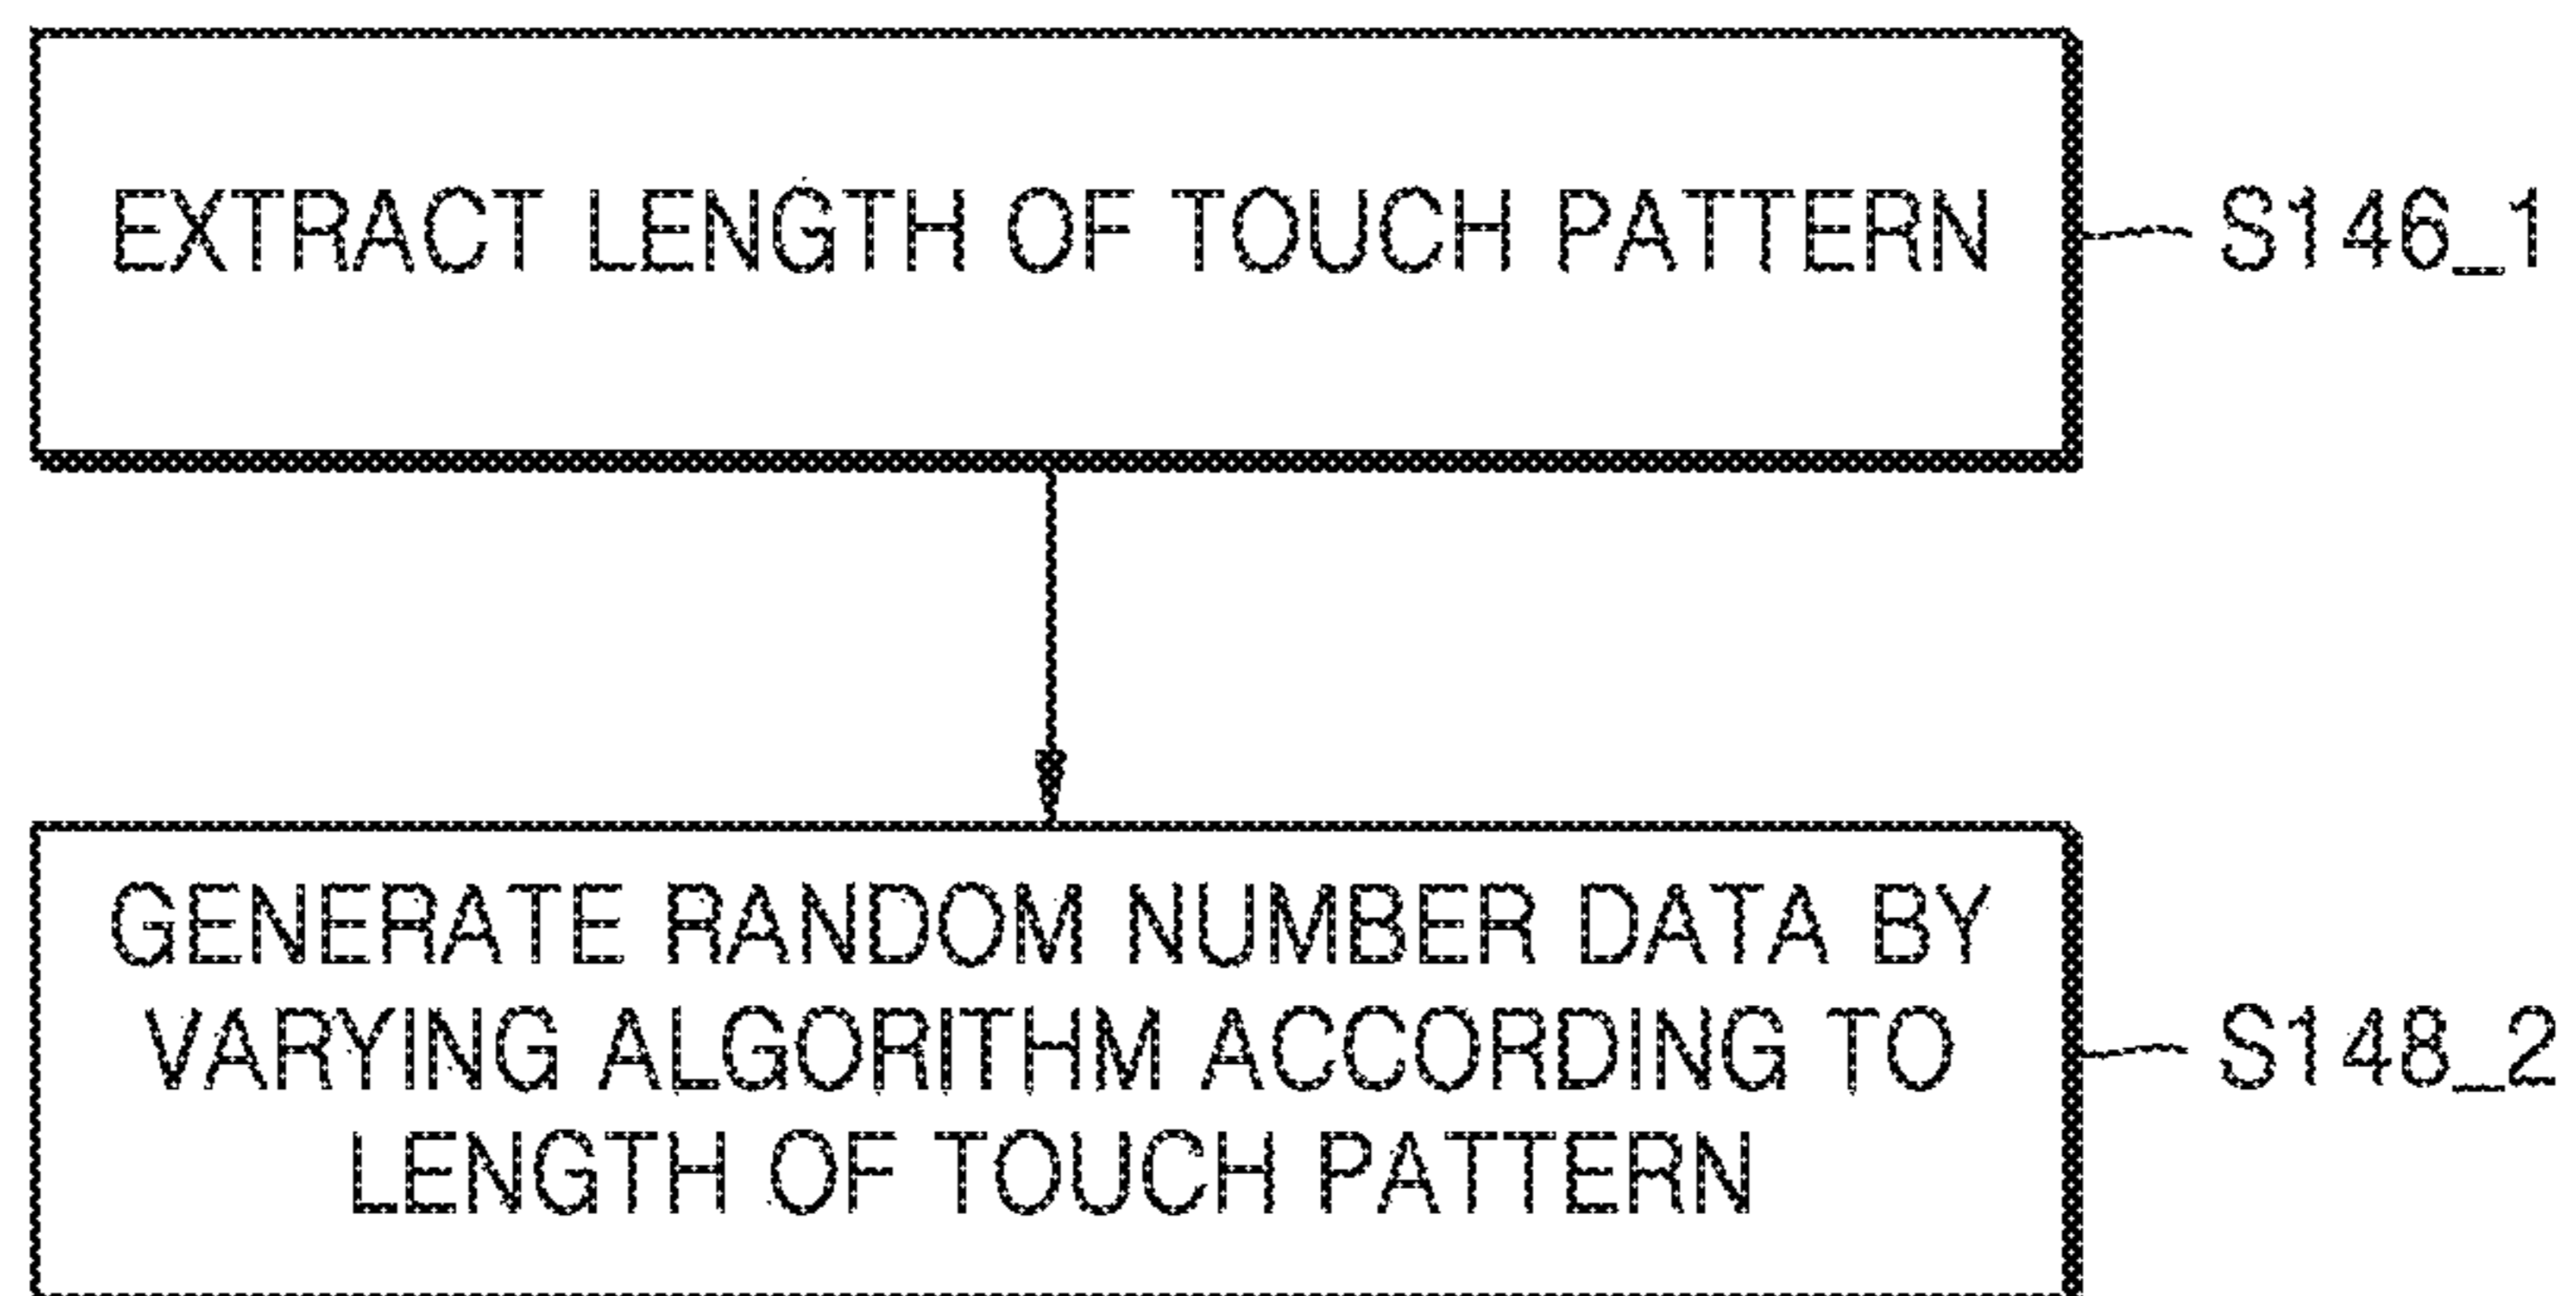 EXTRACT LENGTH OF TOUCH PATTERN
S146_1
GENERATE RANDOM NUMBER DATA BY
VARYING ALGORITHM ACCORDING TO
LENGTH OF TOUCH PATTERN
S148_2